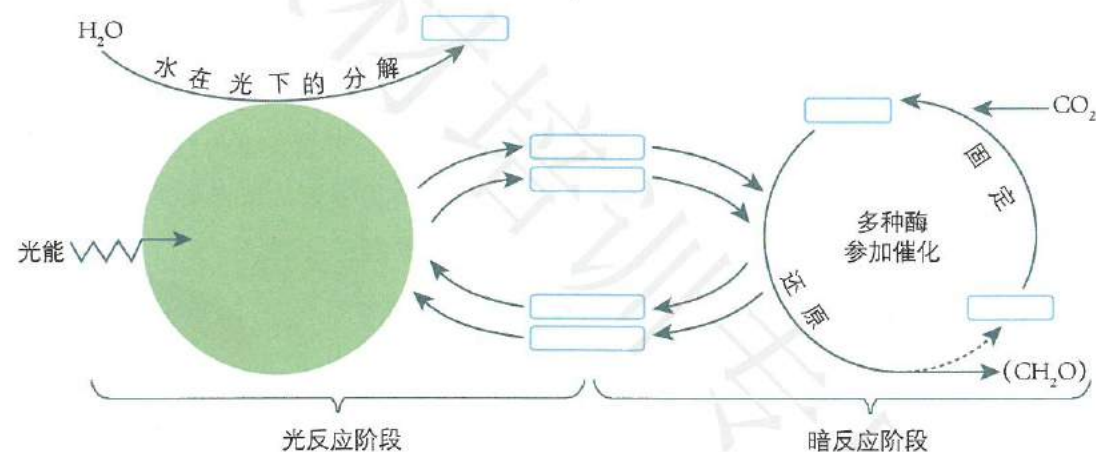 H₂O
水在光下的分解
CO₂
固定
光能
多种酶
参加催化
还原
(CH₂O)
光反应阶段
暗反应阶段